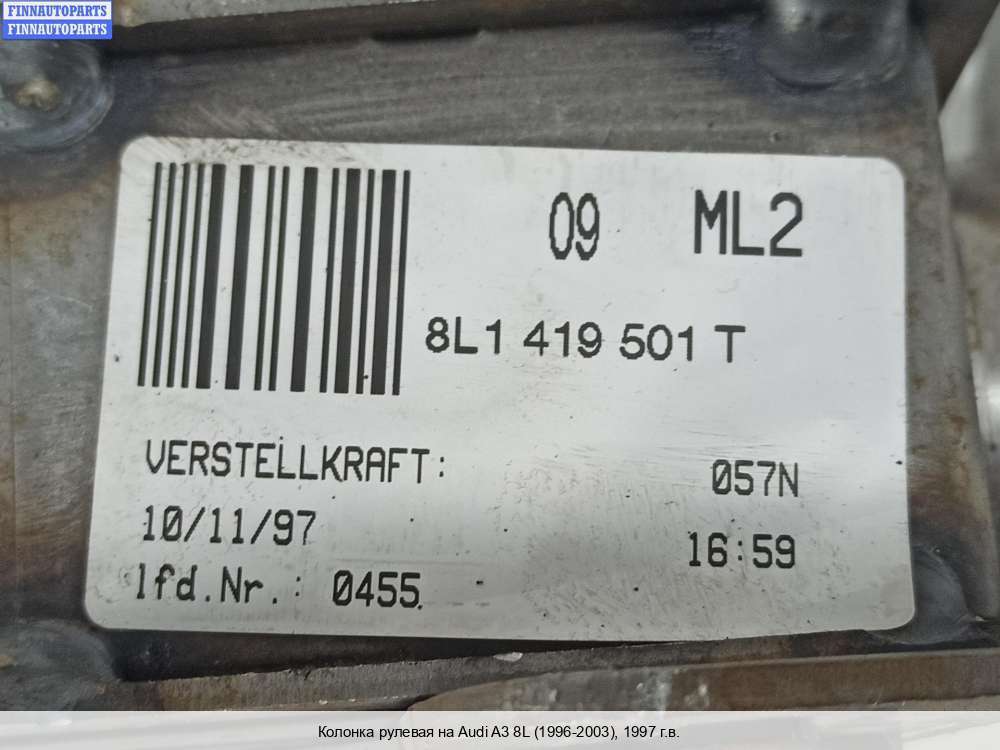 FINNAUTOPARTS
FINNAUTOPARTS
09 ML2
8L1 419 501 T
VERSTELLKRAFT: 057N
10/11/97 16:59
lfd.Nr.: 0455
Колонка рулевая на Audi A3 8L (1996-2003), 1997 г.в.